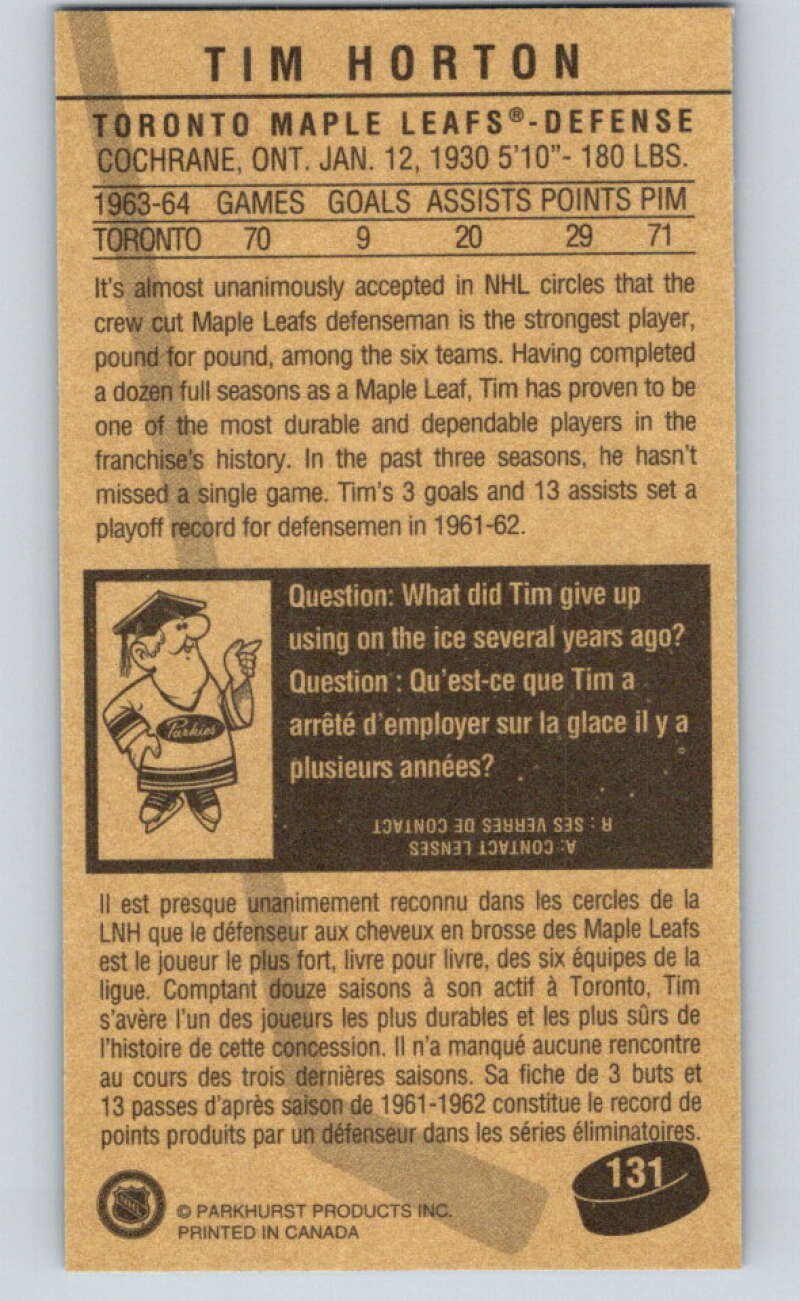 TIM HORTON
TORONTO MAPLE LEAFS®-DEFENSE
COCHRANE, ONT. JAN. 12, 1930 5'10"- 180 LBS.
1963-64 GAMES GOALS ASSISTS POINTS PIM
TORONTO 70 9 20 29 71
It's almost unanimously accepted in NHL circles that the
crew cut Maple Leafs defenseman is the strongest player,
pound for pound, among the six teams. Having completed
a dozen full seasons as a Maple Leaf, Tim has proven to be
one of the most durable and dependable players in the
franchise's history. In the past three seasons, he hasn't
missed a single game. Tim's 3 goals and 13 assists set a
playoff record for defensemen in 1961-62.
Parkies
Question: What did Tim give up
using on the ice several years ago?
Question : Qu'est-ce que Tim a
arrêté d'employer sur la glace il y a
plusieurs années?
A: CONTACT LENSES
R : SES VERRES DE CONTACT
Il est presque unanimement reconnu dans les cercles de la
LNH que le défenseur aux cheveux en brosse des Maple Leafs
est le joueur le plus fort, livre pour livre, des six équipes de la
ligue. Comptant douze saisons à son actif à Toronto, Tim
s'avère l'un des joueurs les plus durables et les plus sûrs de
l'histoire de cette concession. Il n'a manqué aucune rencontre
au cours des trois dernières saisons. Sa fiche de 3 buts et
13 passes d'après saison de 1961-1962 constitue le record de
points produits par un défenseur dans les séries éliminatoires.
NHL
© PARKHURST PRODUCTS INC.
PRINTED IN CANADA
131